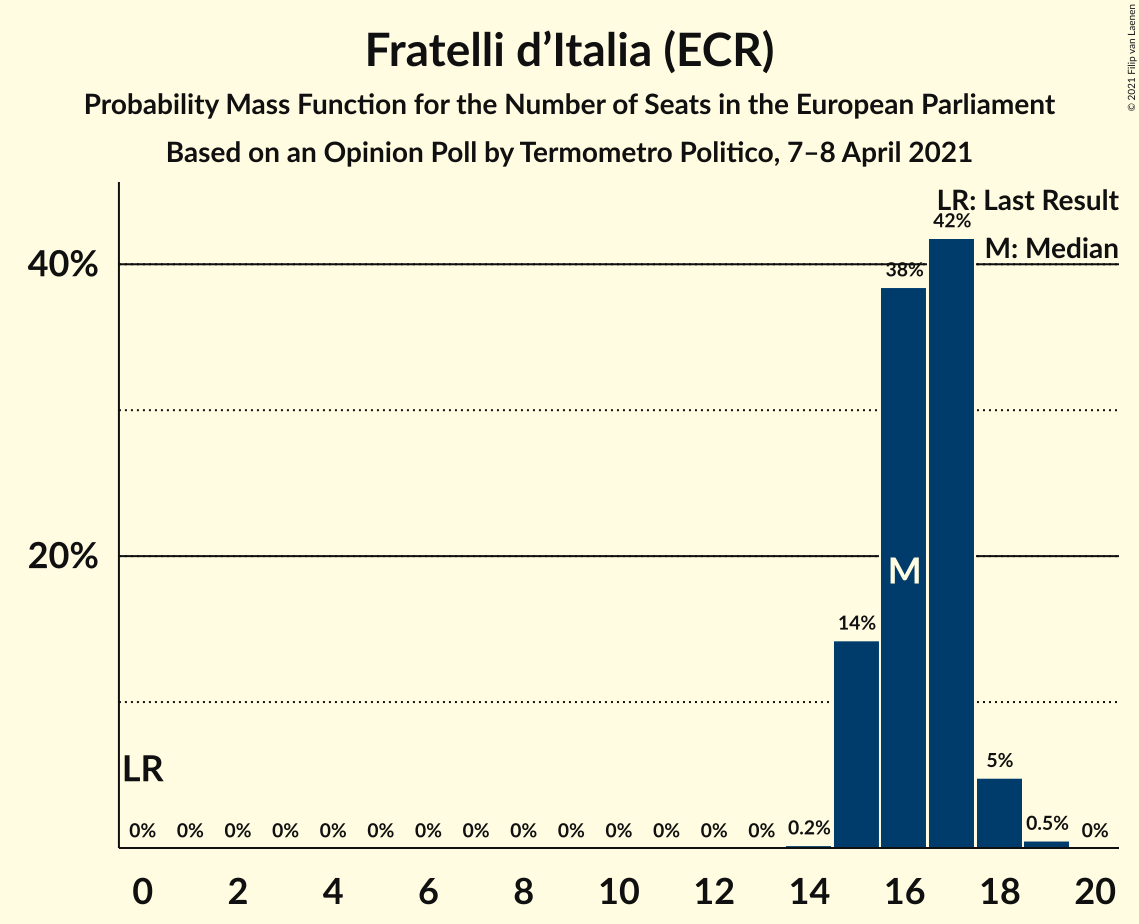 Fratelli d’Italia (ECR)
Probability Mass Function for the Number of Seats in the European Parliament
Based on an Opinion Poll by Termometro Politico, 7–8 April 2021
© 2021 Filip van Laenen
LR: Last Result
M: Median
42%
40%
38%
20%
M
14%
LR
5%
0% 0% 0% 0% 0% 0% 0% 0% 0% 0% 0% 0% 0% 0% 0.2% 0.5% 0%
0 2 4 6 8 10 12 14 16 18 20